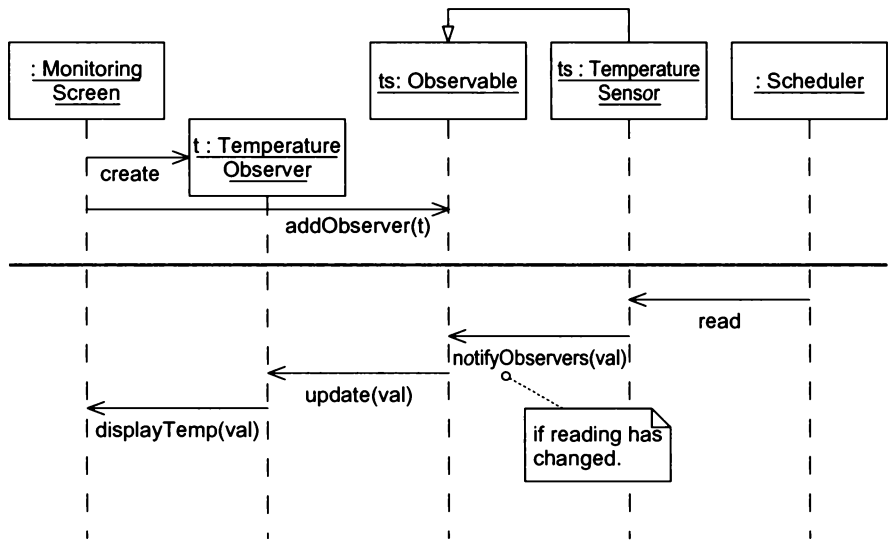 : Monitoring
Screen
ts: Observable
ts : Temperature
Sensor
: Scheduler
t : Temperature
Observer
create
addObserver(t)
read
notifyObservers(val)
update(val)
displayTemp(val)
if reading has
changed.